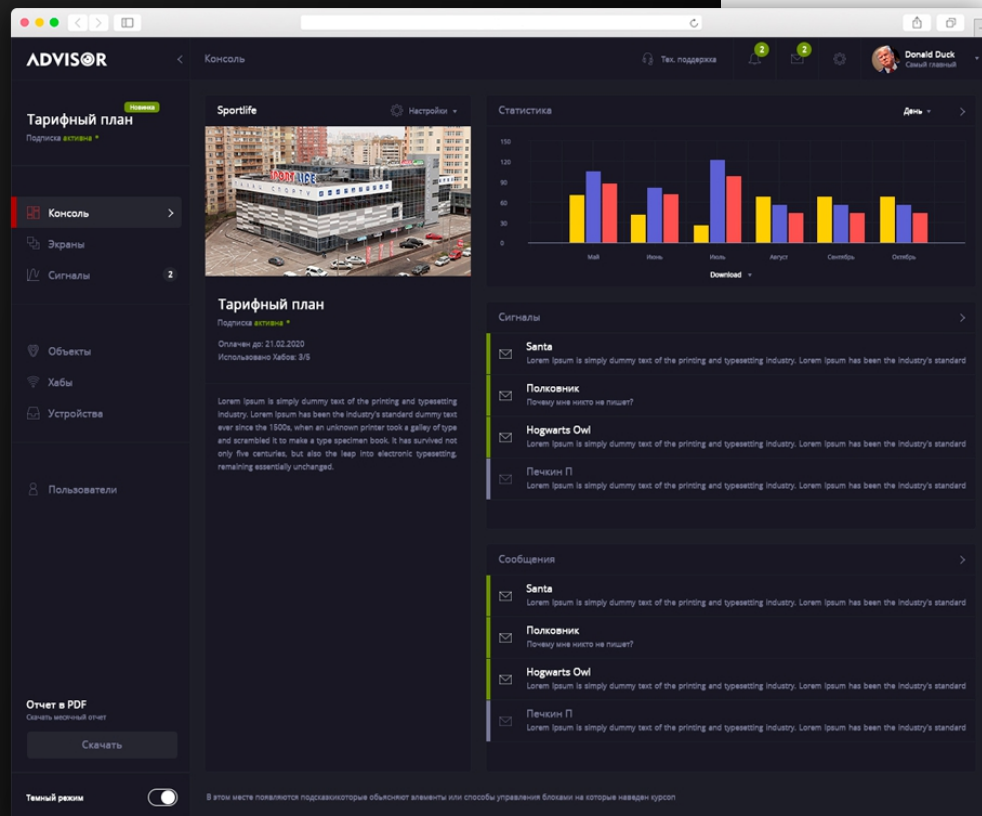 ADVISOR
Консоль
Тех. поддержка
2
2
Donald Duck
Самый главный
Новинка
Тарифный план
Подписка активна *
Консоль
Экраны
Сигналы
2
Объекты
Хабы
Устройства
Пользователи
Отчет в PDF
Скачать месячный отчет
Скачать
Темный режим
Sportlife
Настройки
SPORT LIFE
Тарифный план
Подписка активна *
Оплачен до: 21.02.2020
Использовано Хабов: 3/5
Lorem Ipsum is simply dummy text of the printing and typesetting
industry. Lorem Ipsum has been the industry's standard dummy text
ever since the 1500s, when an unknown printer took a galley of type
and scrambled it to make a type specimen book. It has survived not
only five centuries, but also the leap into electronic typesetting,
remaining essentially unchanged.
Статистика
День
150
120
90
60
30
0
Май
Июнь
Июль
Август
Сентябрь
Октябрь
Download
Сигналы
Santa
Lorem Ipsum is simply dummy text of the printing and typesetting industry. Lorem Ipsum has been the industry's standard
Полковник
Почему мне никто не пишет?
Hogwarts Owl
Lorem Ipsum is simply dummy text of the printing and typesetting industry. Lorem Ipsum has been the industry's standard
Печкин П
Lorem Ipsum is simply dummy text of the printing and typesetting industry. Lorem Ipsum has been the industry's standard
Сообщения
Santa
Lorem Ipsum is simply dummy text of the printing and typesetting industry. Lorem Ipsum has been the industry's standard
Полковник
Почему мне никто не пишет?
Hogwarts Owl
Lorem Ipsum is simply dummy text of the printing and typesetting industry. Lorem Ipsum has been the industry's standard
Печкин П
Lorem Ipsum is simply dummy text of the printing and typesetting industry. Lorem Ipsum has been the industry's standard
В этом месте появляются подсказкикоторые обьясняют элементы или способы управления блоками на которые наведен курсоп